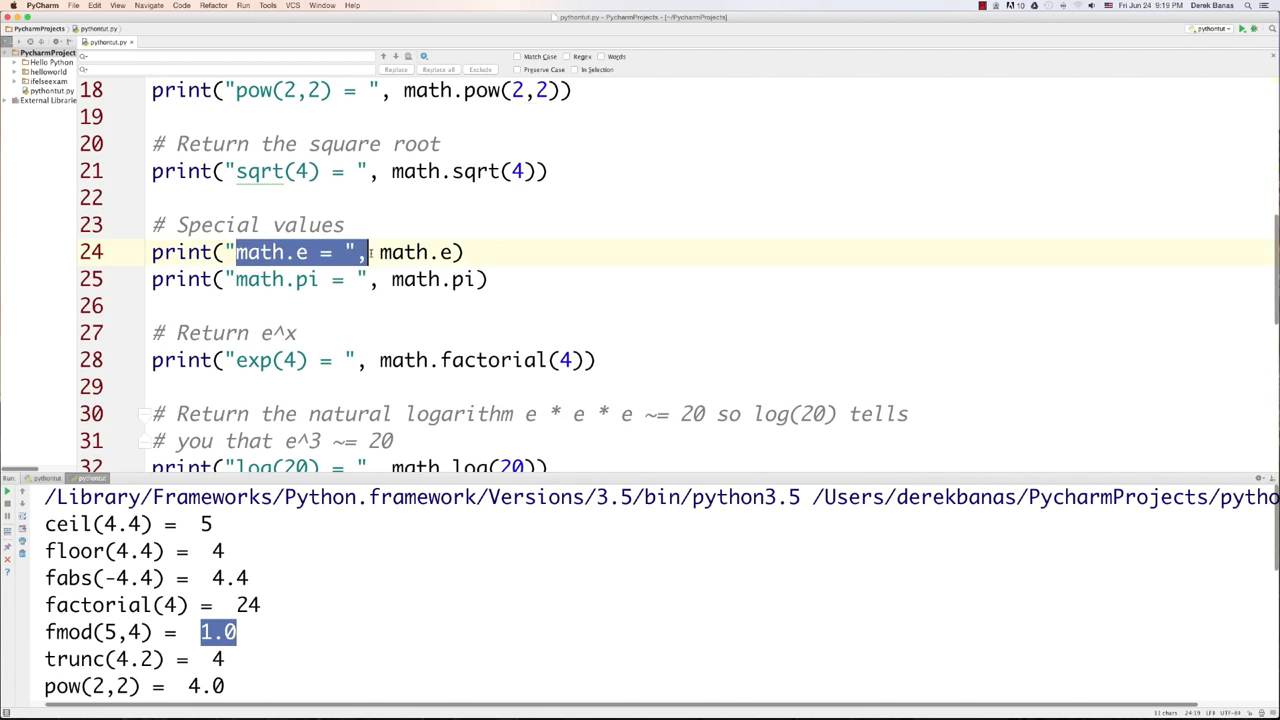 PyCharm File Edit View Navigate Code Refactor Run Tools VCS Window Help
10 Fri Jun 24 9:19 PM Derek Banas
pythontut.py - PycharmProjects - [~/PycharmProjects]
PycharmProjects pythontut.py
pythontut
pythontut.py ×
PycharmProject
Hello Python
helloworld
ifelseexam
pythontut.py
External Librarie
Match Case Regex Words
Replace Replace all Exclude Preserve Case In Selection
18 print("pow(2,2) = ", math.pow(2,2))
19
20 # Return the square root
21 print("sqrt(4) = ", math.sqrt(4))
22
23 # Special values
24 print("math.e = ", math.e)
25 print("math.pi = ", math.pi)
26
27 # Return e^x
28 print("exp(4) = ", math.factorial(4))
29
30 # Return the natural logarithm e * e * e ~= 20 so log(20) tells
31 # you that e^3 ~= 20
32 print("log(20) = ", math.log(20))
Run: pythontut pythontut
/Library/Frameworks/Python.framework/Versions/3.5/bin/python3.5 /Users/derekbanas/PycharmProjects/pytho
ceil(4.4) = 5
floor(4.4) = 4
fabs(-4.4) = 4.4
factorial(4) = 24
fmod(5,4) = 1.0
trunc(4.2) = 4
pow(2,2) = 4.0
11 chars 24:19 LF÷ UTF-8÷